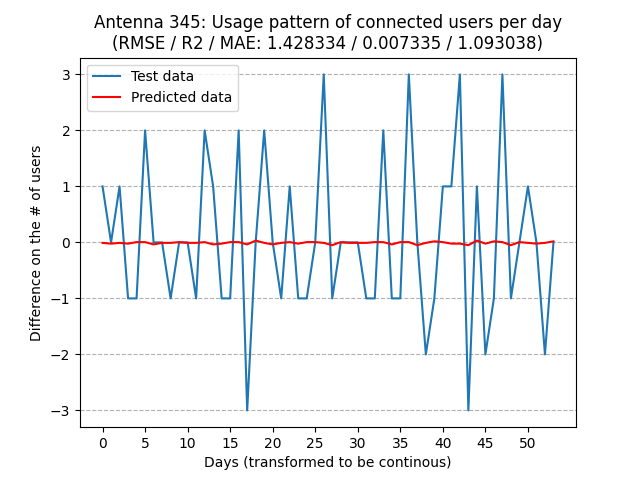 Antenna 345: Usage pattern of connected users per day
(RMSE / R2 / MAE: 1.428334 / 0.007335 / 1.093038)
Test data
Predicted data
Difference on the # of users
3
2
1
0
−1
−2
−3
0 5 10 15 20 25 30 35 40 45 50
Days (transformed to be continous)